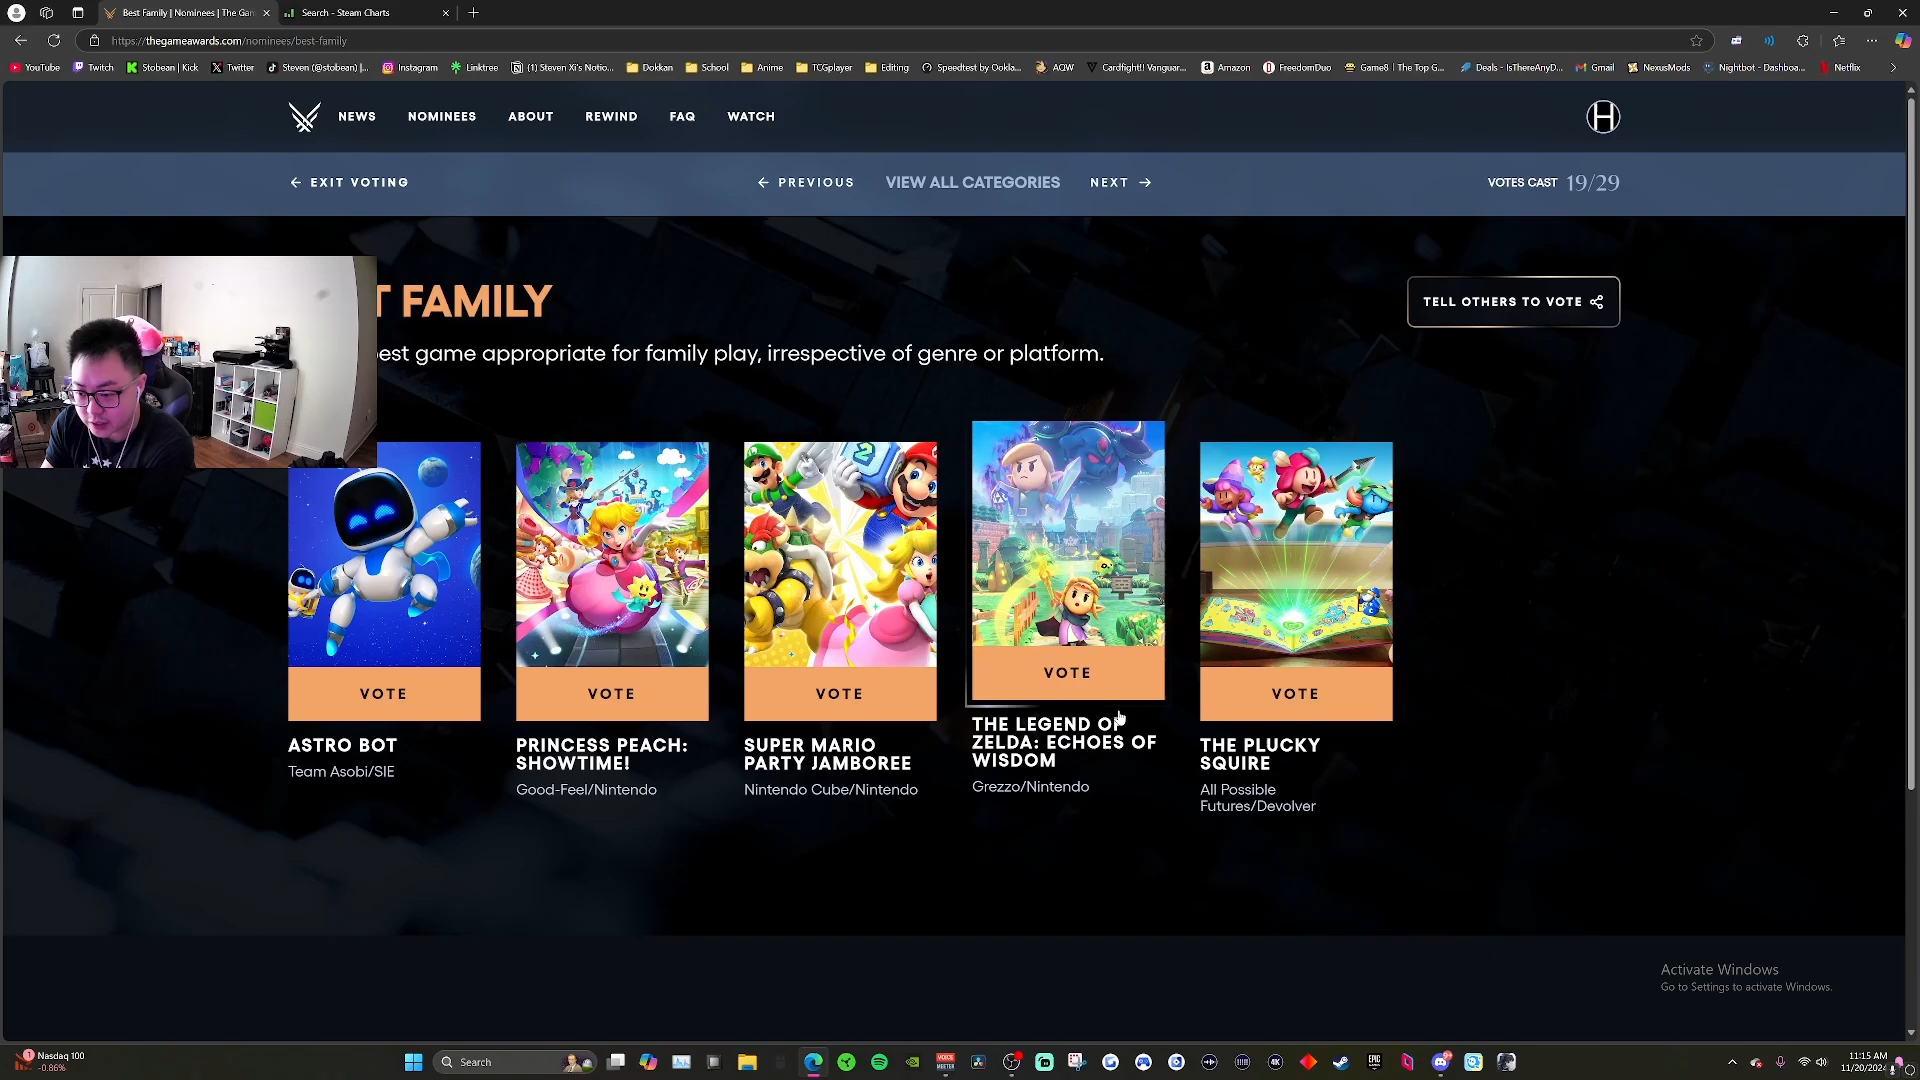 Best Family | Nominees | The Gam
Search - Steam Charts
https://thegameawards.com/nominees/best-family
YouTube
Twitch
Stobean | Kick
Twitter
Steven (@stobean) |...
Instagram
Linktree
(1) Steven Xi's Notio...
Dokkan
School
Anime
TCGplayer
Editing
Speedtest by Ookla...
AQW
Cardfight!! Vanguar...
Amazon
FreedomDuo
Game8 | The Top G...
Deals - IsThereAnyD...
Gmail
NexusMods
Nightbot - Dashboa...
Netflix
NEWS
NOMINEES
ABOUT
REWIND
FAQ
WATCH
H
EXIT VOTING
PREVIOUS
VIEW ALL CATEGORIES
NEXT
VOTES CAST 19/29
T FAMILY
est game appropriate for family play, irrespective of genre or platform.
TELL OTHERS TO VOTE
2
VOTE
VOTE
VOTE
VOTE
VOTE
ASTRO BOT
Team Asobi/SIE
PRINCESS PEACH:
SHOWTIME!
Good-Feel/Nintendo
SUPER MARIO
PARTY JAMBOREE
Nintendo Cube/Nintendo
THE LEGEND OF
ZELDA: ECHOES OF
WISDOM
Grezzo/Nintendo
THE PLUCKY
SQUIRE
All Possible
Futures/Devolver
Activate Windows
Go to Settings to activate Windows.
1
Nasdaq 100
-0.86%
Search
VOICE
MEETER
4K
EPIC
11:15 AM
11/20/2024